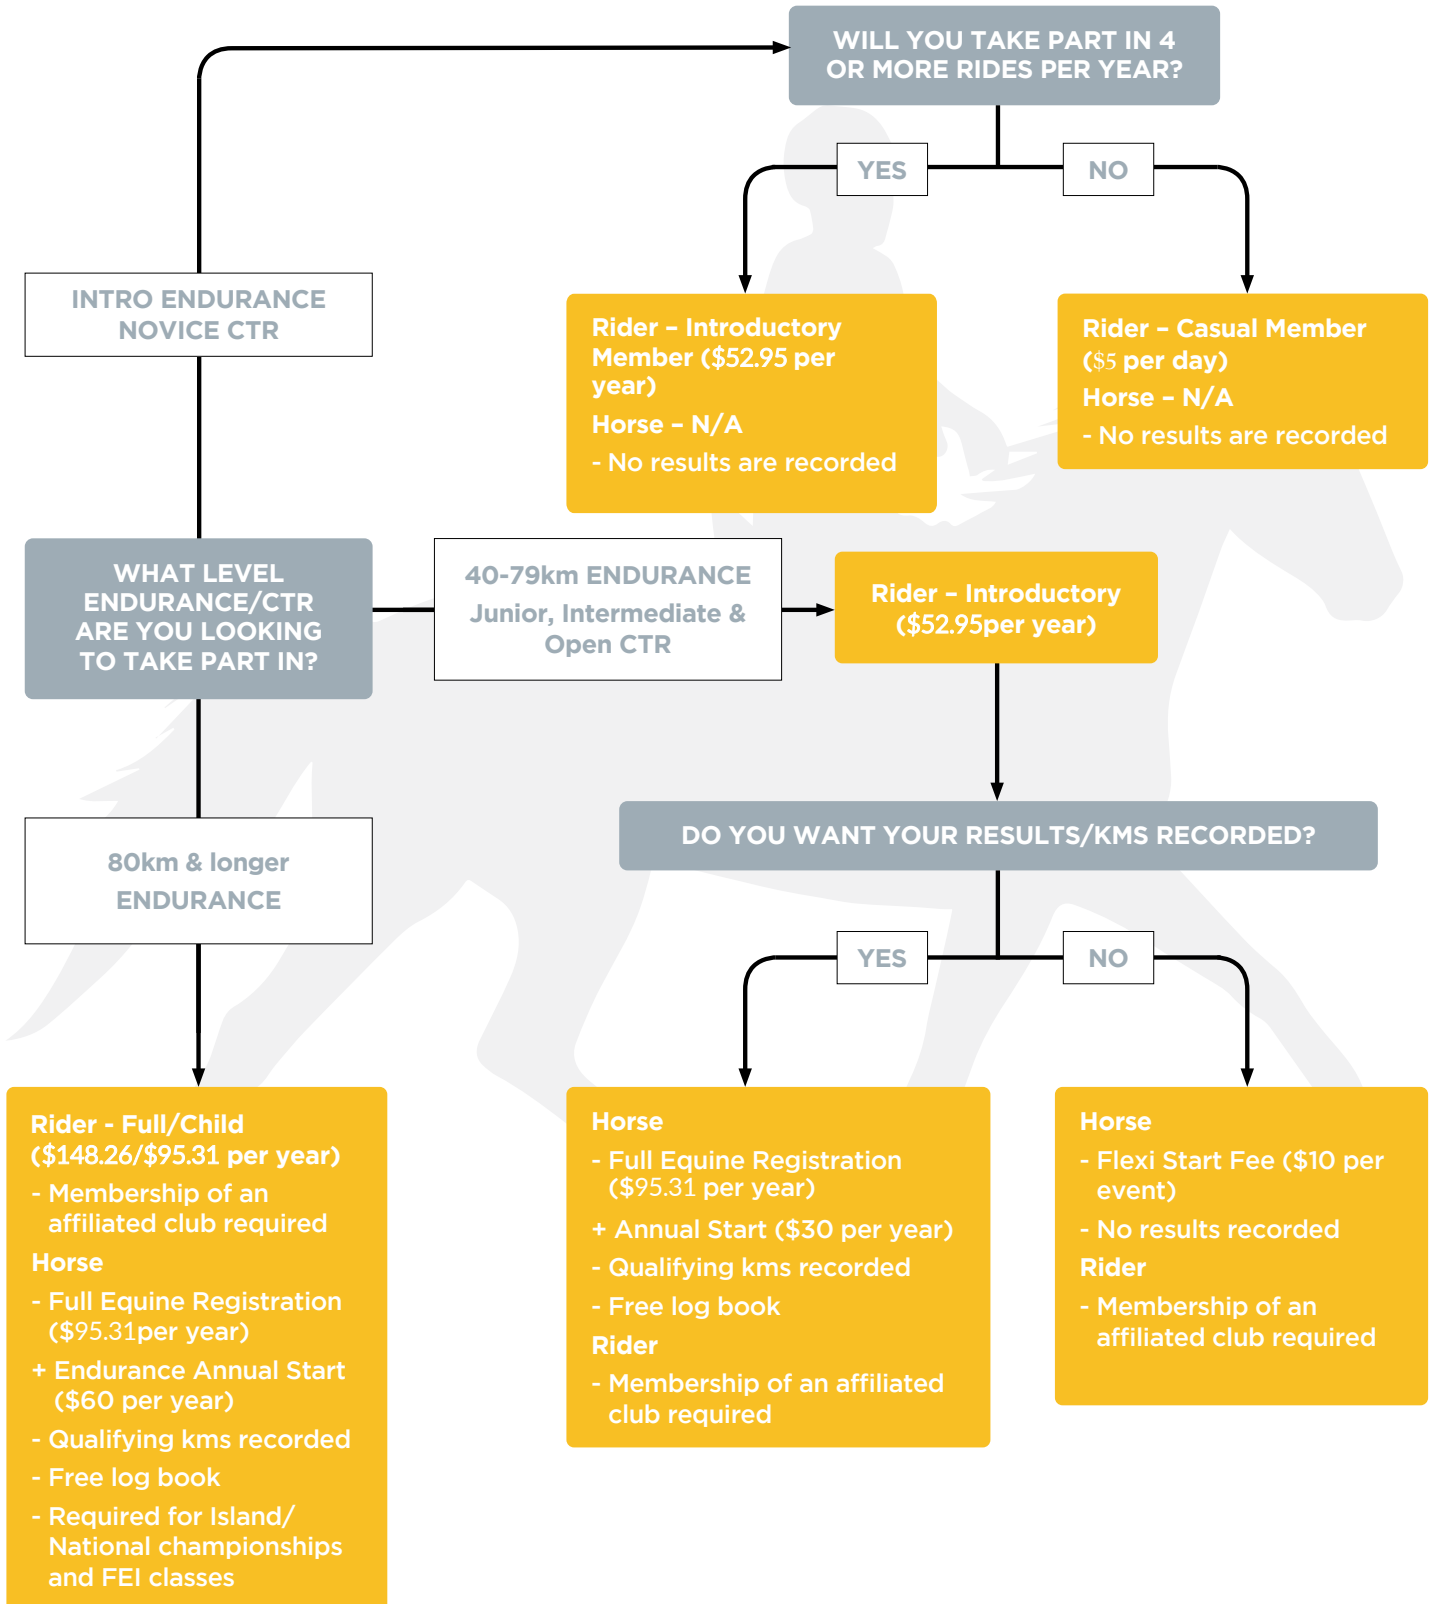 WILL YOU TAKE PART IN 4
OR MORE RIDES PER YEAR?
YES
NO
INTRO ENDURANCE
NOVICE CTR
Rider – Introductory
Member ($52.95 per
year)
Horse – N/A
- No results are recorded
Rider – Casual Member
($5 per day)
Horse – N/A
- No results are recorded
WHAT LEVEL
ENDURANCE/CTR
ARE YOU LOOKING
TO TAKE PART IN?
40-79km ENDURANCE
Junior, Intermediate &
Open CTR
Rider – Introductory
($52.95per year)
DO YOU WANT YOUR RESULTS/KMS RECORDED?
80km & longer
ENDURANCE
YES
NO
Rider - Full/Child
($148.26/$95.31 per year)
- Membership of an
affiliated club required
Horse
- Full Equine Registration
($95.31per year)
+ Endurance Annual Start
($60 per year)
- Qualifying kms recorded
- Free log book
- Required for Island/
National championships
and FEI classes
Horse
- Full Equine Registration
($95.31 per year)
+ Annual Start ($30 per year)
- Qualifying kms recorded
- Free log book
Rider
- Membership of an affiliated
club required
Horse
- Flexi Start Fee ($10 per
event)
- No results recorded
Rider
- Membership of an
affiliated club required